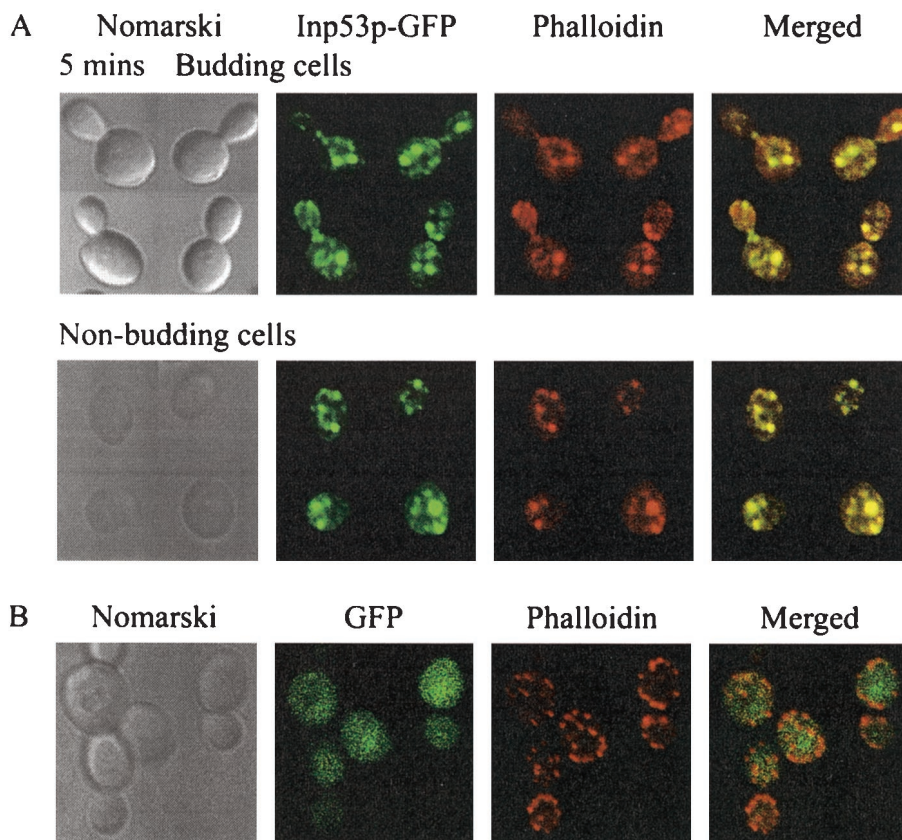 A Nomarski Inp53p-GFP Phalloidin Merged
5 mins Budding cells
Non-budding cells
B Nomarski GFP Phalloidin Merged